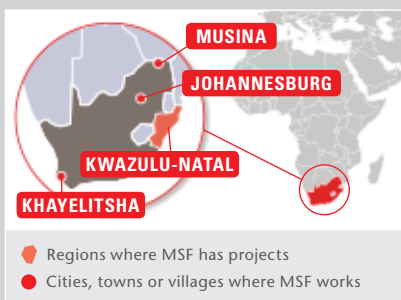 MUSINA
JOHANNESBURG
KWAZULU-NATAL
KHAYELITSHA
Regions where MSF has projects
Cities, towns or villages where MSF works